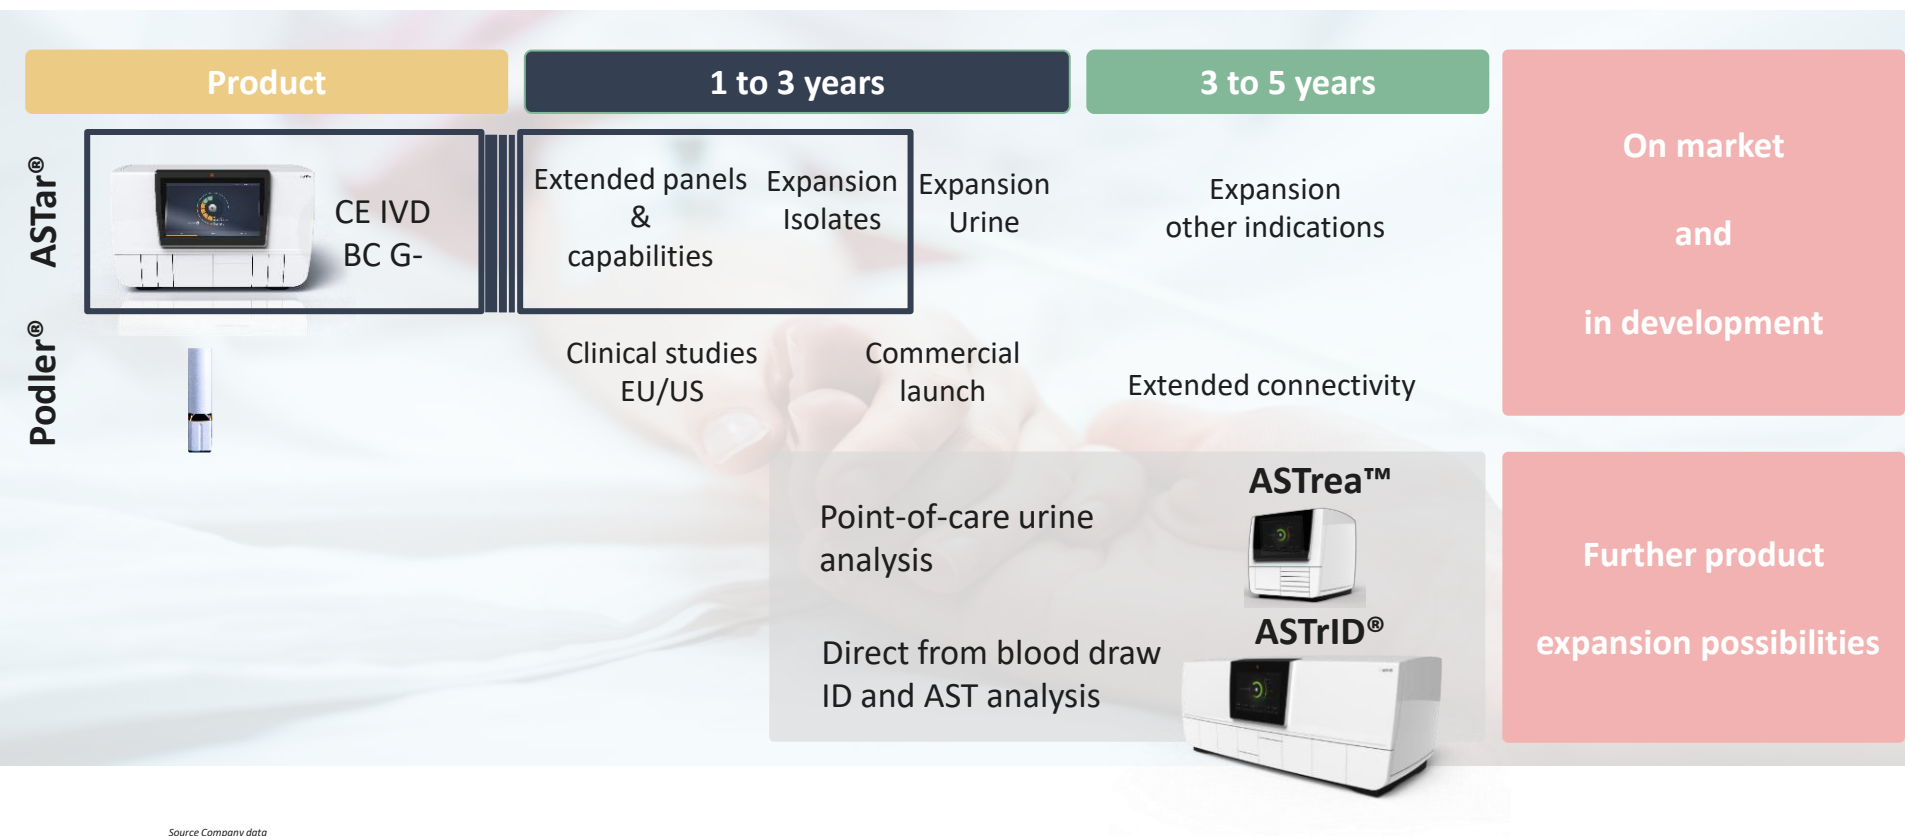 Product
1 to 3 years
3 to 5 years
On market
and
in development
ASTar®
CE IVD
BC G-
Extended panels
&
capabilities
Expansion
Isolates
Expansion
Urine
Expansion
other indications
Podler®
Clinical studies
EU/US
Commercial
launch
Extended connectivity
Point-of-care urine
analysis
ASTrea™
Direct from blood draw
ID and AST analysis
ASTrID®
Further product
expansion possibilities
Source Company data